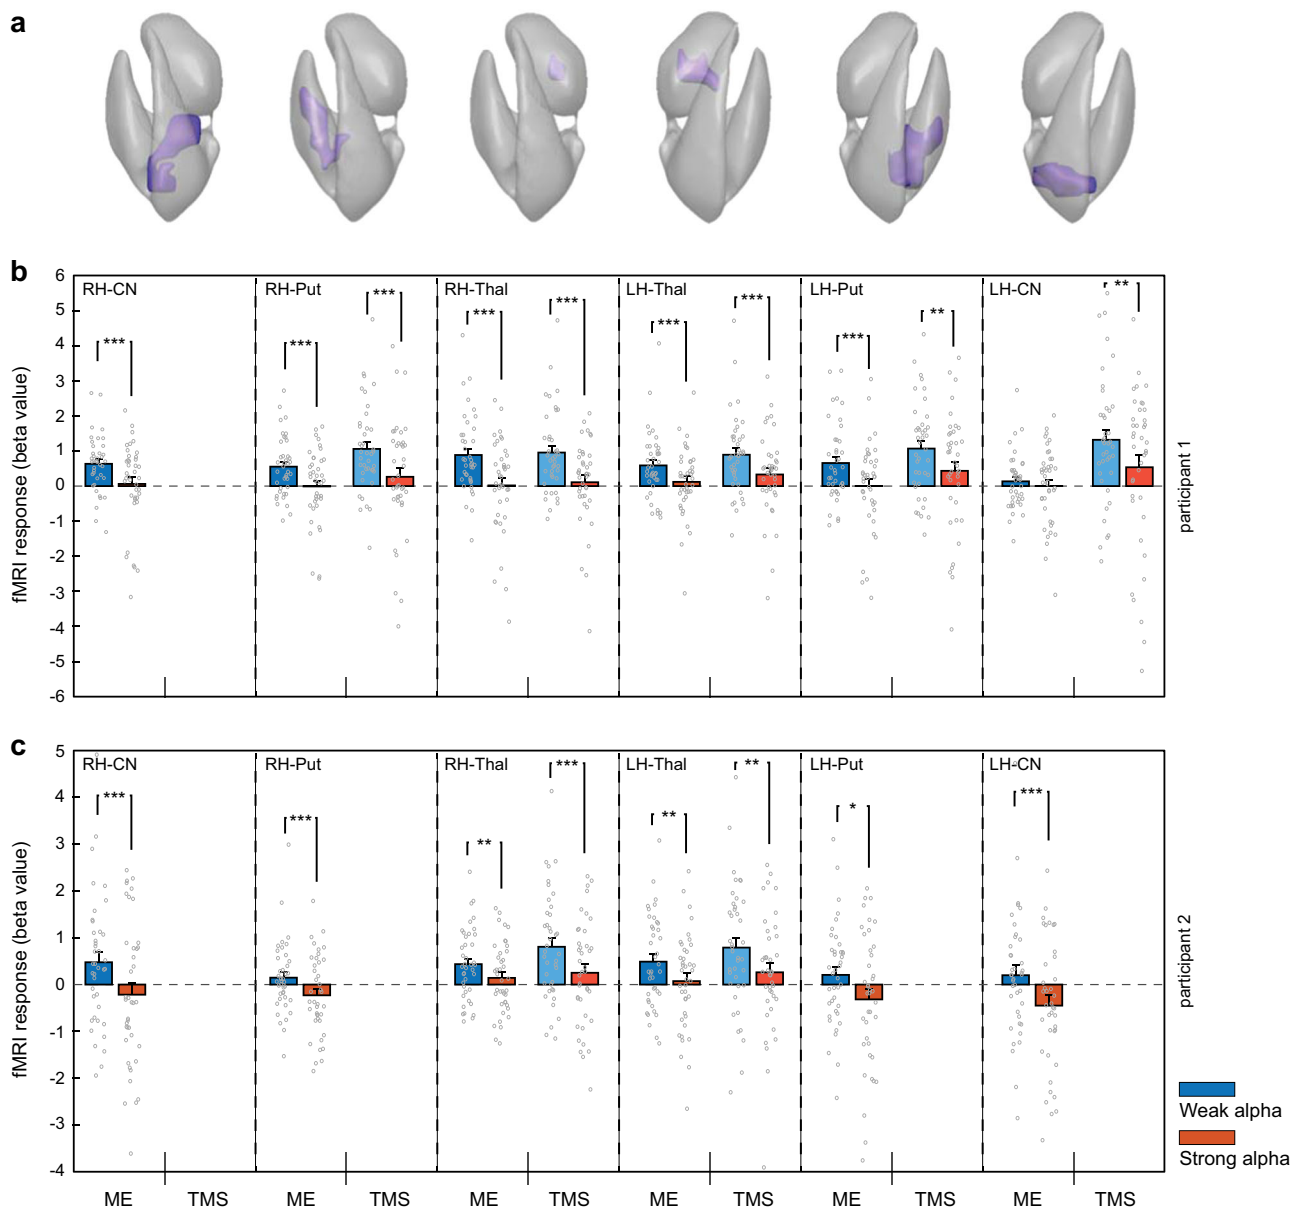 a
b
6
5
4
3
2
1
0
-1
-2
-3
-4
-5
-6
fMRI response (beta value)
RH-CN
RH-Put
RH-Thal
LH-Thal
LH-Put
LH-CN
***
***
***
***
***
***
***
***
**
**
participant 1
c
5
4
3
2
1
0
-1
-2
-3
-4
fMRI response (beta value)
RH-CN
RH-Put
RH-Thal
LH-Thal
LH-Put
LH-CN
***
***
**
***
**
**
*
***
participant 2
ME TMS ME TMS ME TMS ME TMS ME TMS ME TMS
Weak alpha
Strong alpha